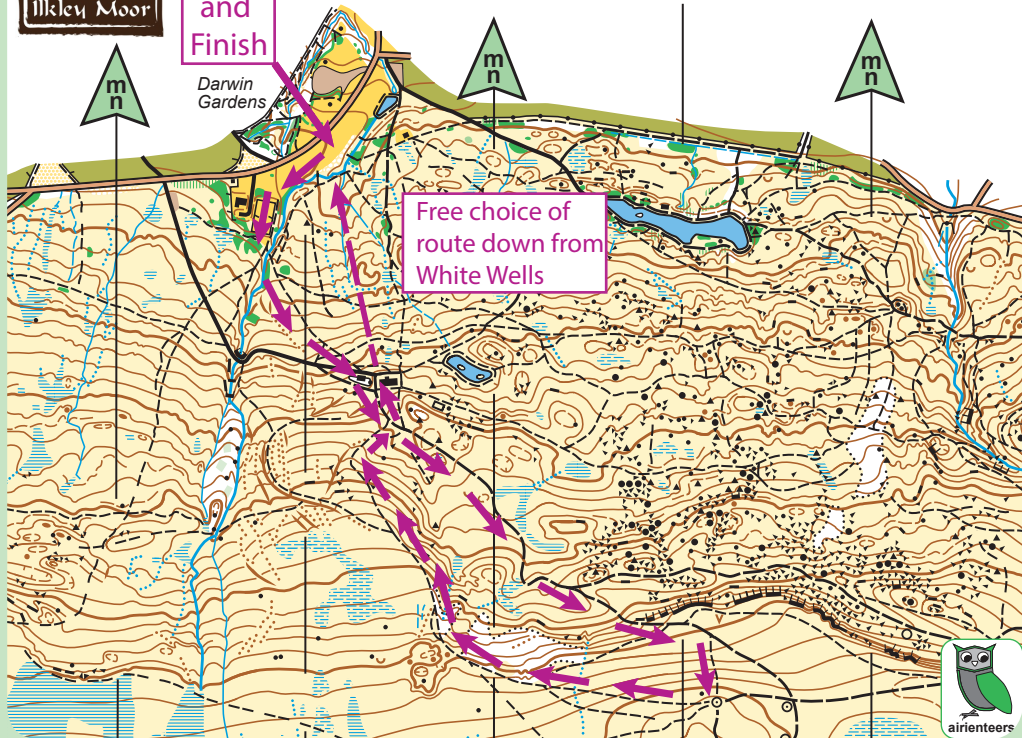 Ilkley Moor
and
Finish
Darwin
Gardens
m
n
m
n
m
n
Free choice of
route down from
White Wells
airienteers